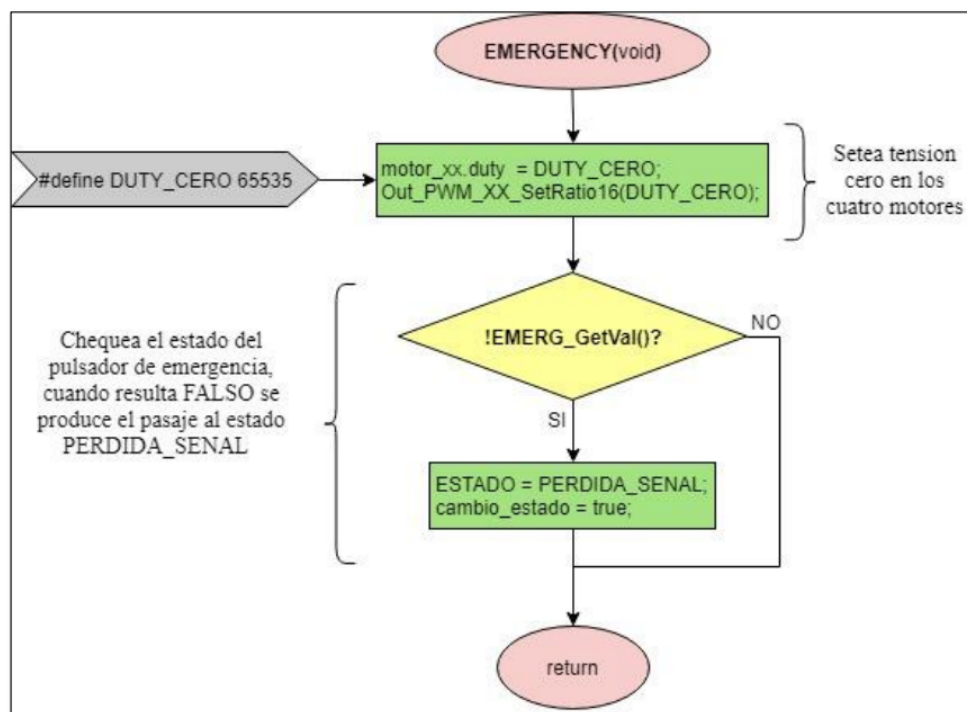 EMERGENCY(void)
#define DUTY_CERO 65535
motor_xx.duty = DUTY_CERO;
Out_PWM_XX_SetRatio16(DUTY_CERO);
Setea tension
cero en los
cuatro motores
!EMERG_GetVal()?
NO
SI
Chequea el estado del
pulsador de emergencia,
cuando resulta FALSO se
produce el pasaje al estado
PERDIDA_SENAL
ESTADO = PERDIDA_SENAL;
cambio_estado = true;
return